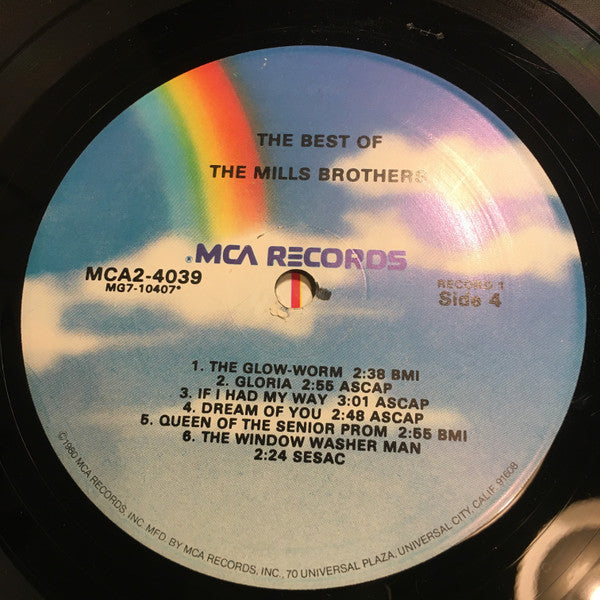 THE BEST OF
THE MILLS BROTHERS
®MCA RECORDS
MCA2-4039
MG7-10407*
RECORD 1
Side 4
1. THE GLOW-WORM 2:38 BMI
2. GLORIA 2:55 ASCAP
3. IF I HAD MY WAY 3:01 ASCAP
4. DREAM OF YOU 2:48 ASCAP
5. QUEEN OF THE SENIOR PROM 2:55 BMI
6. THE WINDOW WASHER MAN
2:24 SESAC
©1980 MCA RECORDS, INC. MFD. BY MCA RECORDS, INC., 70 UNIVERSAL PLAZA, UNIVERSAL CITY, CALIF. 91608